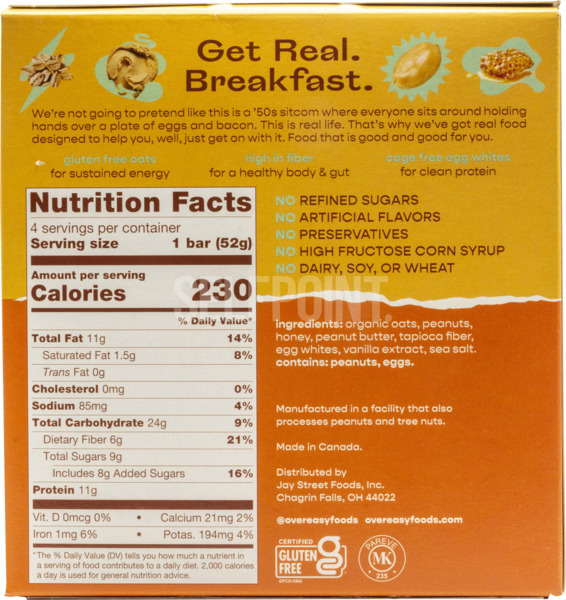 Get Real.
Breakfast.
We're not going to pretend like this is a '50s sitcom where everyone sits around holding
hands over a plate of eggs and bacon. This is real life. That's why we've got real food
designed to help you, well, just get on with it. Food that is good and good for you.
gluten free oats
for sustained energy
high in fiber
for a healthy body & gut
cage free egg whites
for clean protein
Nutrition Facts
4 servings per container
Serving size 1 bar (52g)
Amount per serving
Calories 230
% Daily Value*
Total Fat 11g 14%
Saturated Fat 1.5g 8%
Trans Fat 0g
Cholesterol 0mg 0%
Sodium 85mg 4%
Total Carbohydrate 24g 9%
Dietary Fiber 6g 21%
Total Sugars 9g
Includes 8g Added Sugars 16%
Protein 11g
Vit. D 0mcg 0% • Calcium 21mg 2%
Iron 1mg 6% • Potas. 194mg 4%
*The % Daily Value (DV) tells you how much a nutrient in
a serving of food contributes to a daily diet. 2,000 calories
a day is used for general nutrition advice.
NO REFINED SUGARS
NO ARTIFICIAL FLAVORS
NO PRESERVATIVES
NO HIGH FRUCTOSE CORN SYRUP
NO DAIRY, SOY, OR WHEAT
SELFPOINT.
Ingredients: organic oats, peanuts,
honey, peanut butter, tapioca fiber,
egg whites, vanilla extract, sea salt.
contains: peanuts, eggs.
Manufactured in a facility that also
processes peanuts and tree nuts.
Made in Canada.
Distributed by
Jay Street Foods, Inc.
Chagrin Falls, OH 44022
@overeasyfoods overeasyfoods.com
CERTIFIED
GLUTEN
FREE
GFCO.ORG
PAREVE
MK
235